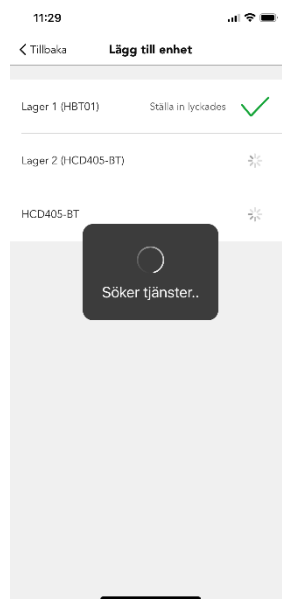 11:29
Tillbaka Lägg till enhet
Lager 1 (HBT01) Ställa in lyckades
Lager 2 (HCD405-BT)
HCD405-BT
Söker tjänster..